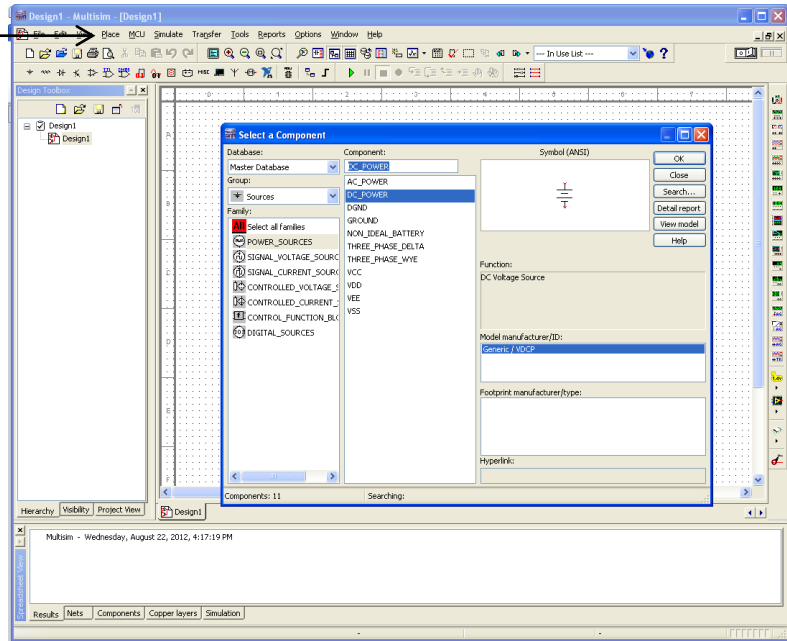 Design1 - Multisim - [Design1]
File Edit View Place MCU Simulate Transfer Tools Reports Options Window Help
--- In Use List ---
Design Toolbox
Design1
Design1
Select a Component
Database:
Master Database
Group:
Sources
Family:
All Select all families
POWER_SOURCES
SIGNAL_VOLTAGE_SOURC
SIGNAL_CURRENT_SOURC
CONTROLLED_VOLTAGE_S
CONTROLLED_CURRENT_
CONTROL_FUNCTION_BLO
DIGITAL_SOURCES
Component:
DC_POWER
AC_POWER
DC_POWER
DGND
GROUND
NON_IDEAL_BATTERY
THREE_PHASE_DELTA
THREE_PHASE_WYE
VCC
VDD
VEE
VSS
Symbol (ANSI)
OK
Close
Search...
Detail report
View model
Help
Function:
DC Voltage Source
Model manufacturer/ID:
Generic / VDCP
Footprint manufacturer/type:
Hyperlink:
Components: 11 Searching:
Hierarchy Visibility Project View
Design1
Multisim - Wednesday, August 22, 2012, 4:17:19 PM
Spreadsheet View
Results Nets Components Copper layers Simulation